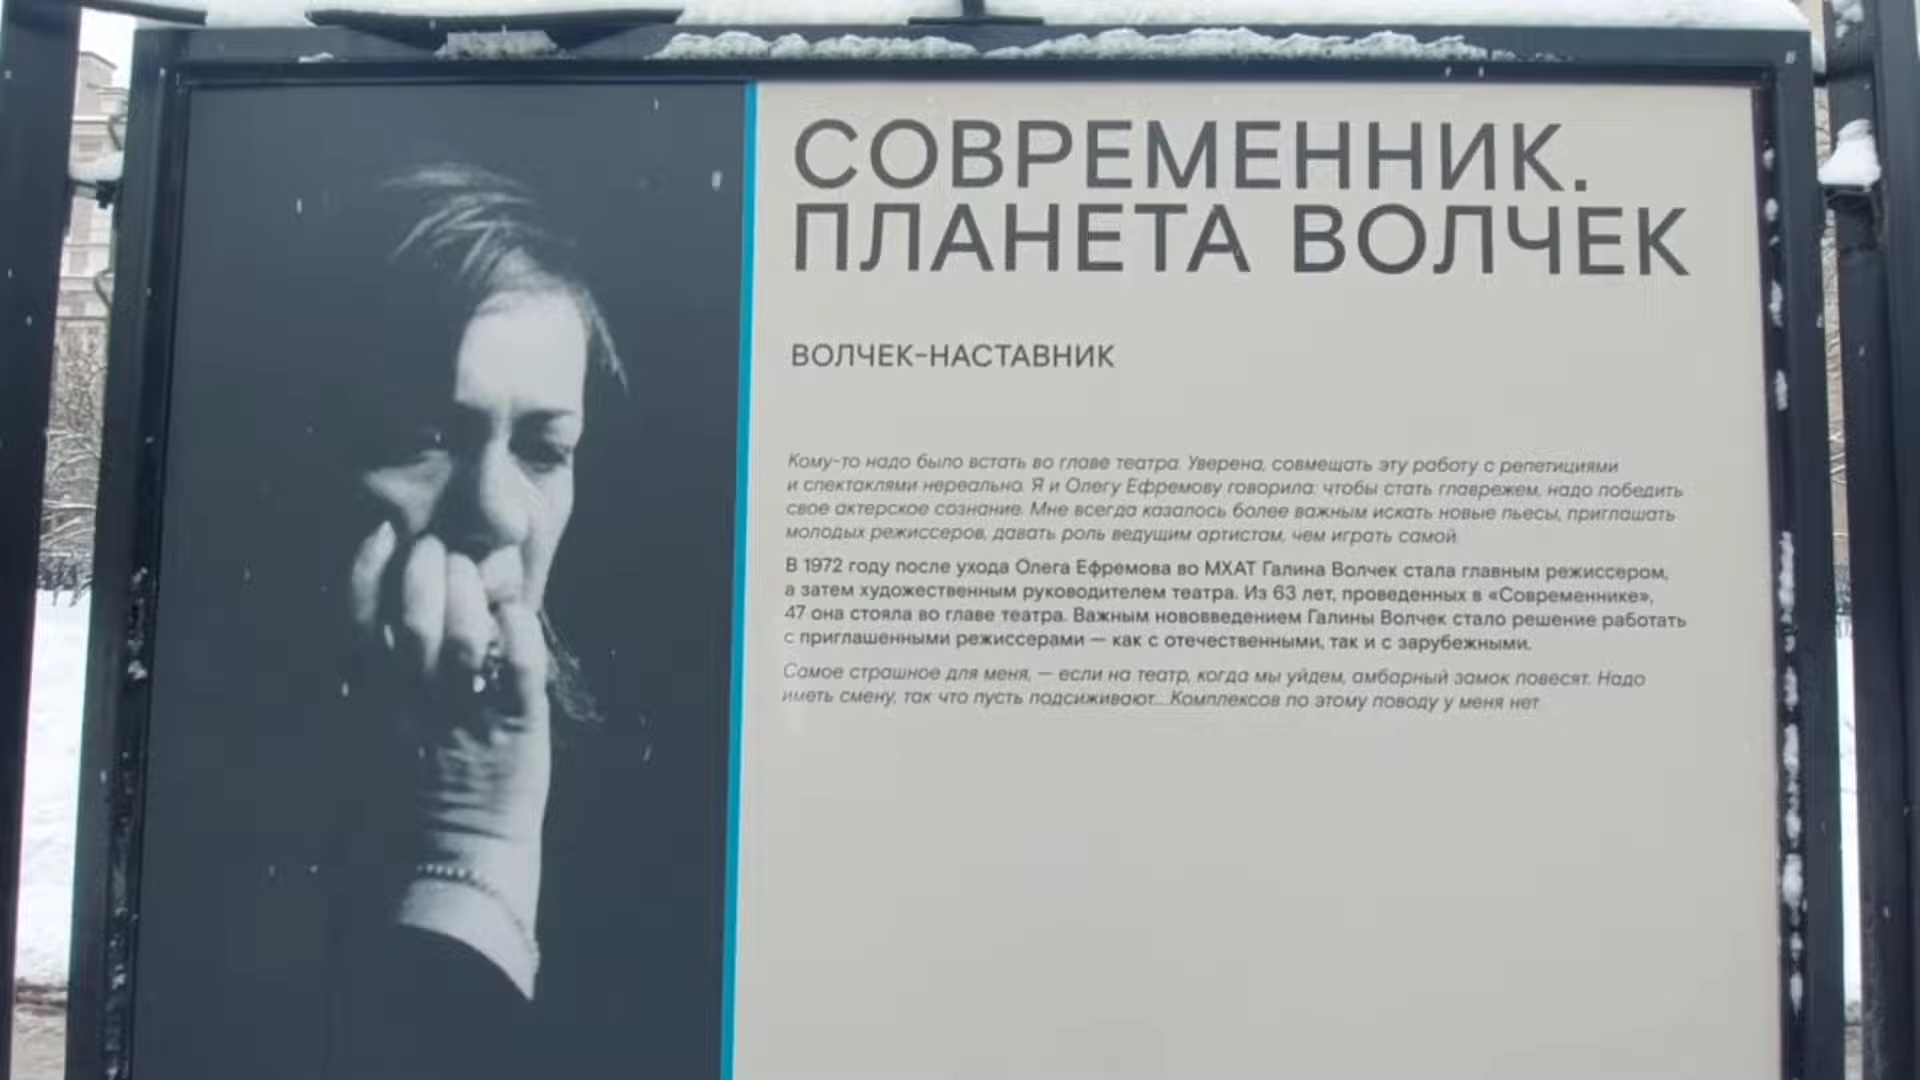 СОВРЕМЕННИК.
ПЛАНЕТА ВОЛЧЕК
ВОЛЧЕК-НАСТАВНИК
Кому-то надо было встать во главе театра. Уверена, совмещать эту работу с репетициями
и спектаклями нереально. Я и Олегу Ефремову говорила: чтобы стать главрежем, надо победить
свое актерское сознание. Мне всегда казалось более важным искать новые пьесы, приглашать
молодых режиссеров, давать роль ведущим артистам, чем играть самой.
В 1972 году после ухода Олега Ефремова во МХАТ Галина Волчек стала главным режиссером,
а затем художественным руководителем театра. Из 63 лет, проведенных в «Современнике»,
47 она стояла во главе театра. Важным нововведением Галины Волчек стало решение работать
с приглашенными режиссерами — как с отечественными, так и с зарубежными.
Самое страшное для меня, — если на театр, когда мы уйдем, амбарный замок повесят. Надо
иметь смену, так что пусть подсиживают... Комплексов по этому поводу у меня нет.